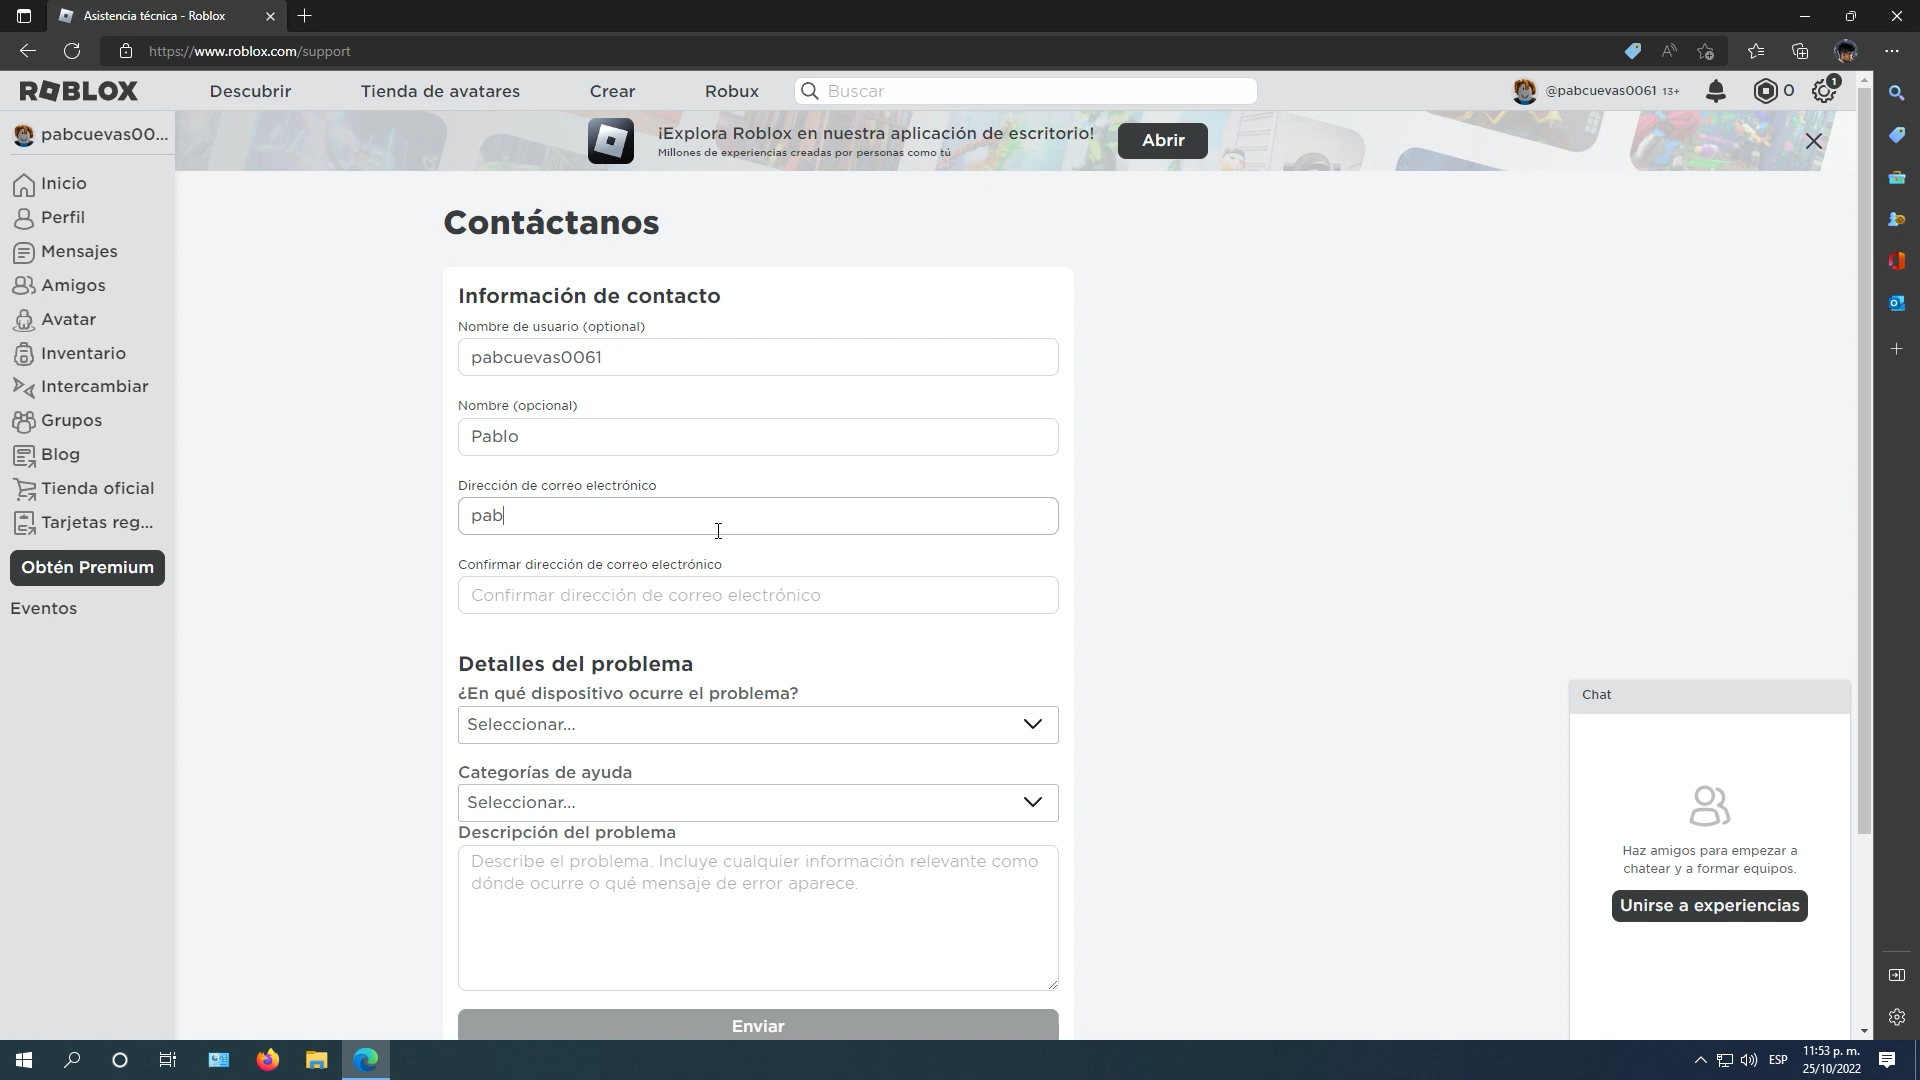 Asistencia técnica - Roblox
https://www.roblox.com/support
ROBLOX
Descubrir
Tienda de avatares
Crear
Robux
Buscar
@pabcuevas0061 13+
0
1
pabcuevas00...
¡Explora Roblox en nuestra aplicación de escritorio!
Millones de experiencias creadas por personas como tú
Abrir
Inicio
Perfil
Mensajes
Amigos
Avatar
Inventario
Intercambiar
Grupos
Blog
Tienda oficial
Tarjetas reg...
Obtén Premium
Eventos
Contáctanos
Información de contacto
Nombre de usuario (optional)
pabcuevas0061
Nombre (opcional)
Pablo
Dirección de correo electrónico
pab
Confirmar dirección de correo electrónico
Confirmar dirección de correo electrónico
Detalles del problema
¿En qué dispositivo ocurre el problema?
Seleccionar...
Categorías de ayuda
Seleccionar...
Descripción del problema
Describe el problema. Incluye cualquier información relevante como
dónde ocurre o qué mensaje de error aparece.
Enviar
Chat
Haz amigos para empezar a
chatear y a formar equipos.
Unirse a experiencias
ESP
11:53 p. m.
25/10/2022